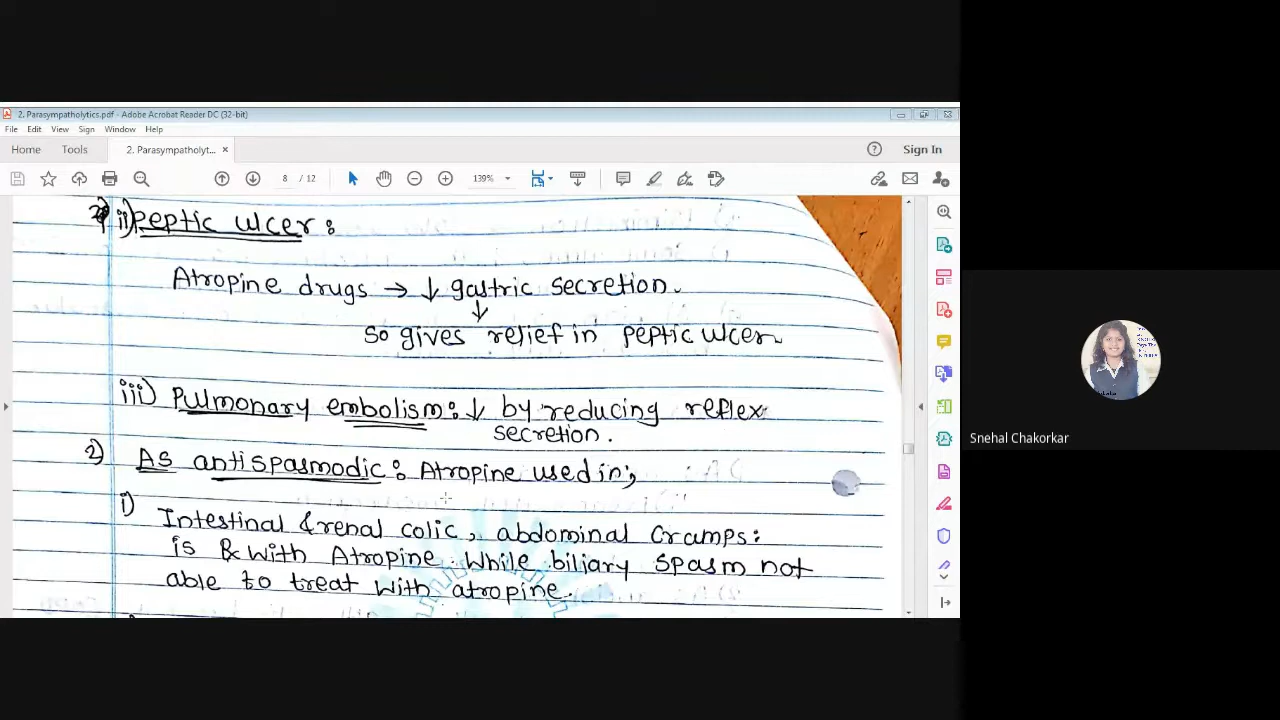 2. Parasympatholytics.pdf - Adobe Acrobat Reader DC (32-bit)
File Edit View Sign Window Help
Home Tools 2. Parasympatholyt... × Sign In
8 / 12 139%
ii) Peptic ulcer :
Atropine drugs → ↓ gastric secretion.
↓
So gives relief in peptic ulcer
iii) Pulmonary embolism: ↓ by reducing reflex
secretion.
2) As antispasmodic : Atropine used in;
i) Intestinal & renal colic, abdominal cramps:
is Rx with Atropine. While biliary spasm not
able to treat with atropine.
Snehal Chakorkar